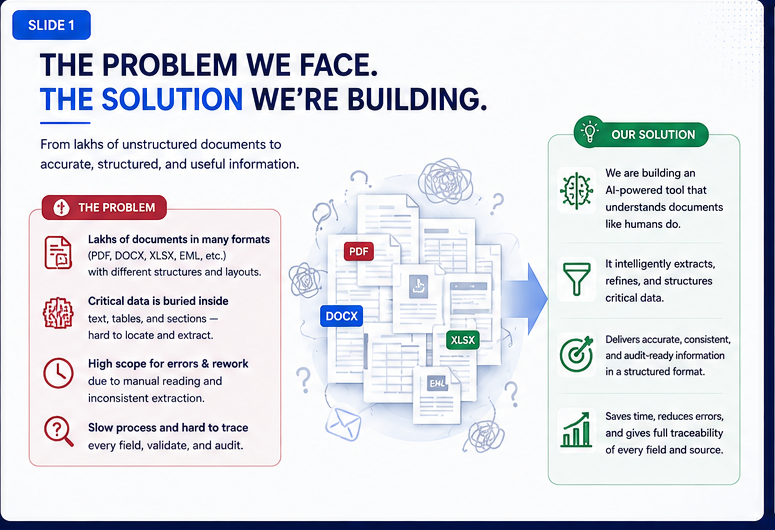 SLIDE 1
THE PROBLEM WE FACE.
THE SOLUTION WE’RE BUILDING.
From lakhs of unstructured documents to
accurate, structured, and useful information.
THE PROBLEM
Lakhs of documents in many formats
(PDF, DOCX, XLSX, EML, etc.)
with different structures and layouts.
Critical data is buried inside
text, tables, and sections —
hard to locate and extract.
High scope for errors & rework
due to manual reading and
inconsistent extraction.
Slow process and hard to trace
every field, validate, and audit.
PDF
DOCX
XLSX
EML
OUR SOLUTION
We are building an
AI-powered tool that
understands documents
like humans do.
It intelligently extracts,
refines, and structures
critical data.
Delivers accurate, consistent,
and audit-ready information
in a structured format.
Saves time, reduces errors,
and gives full traceability
of every field and source.